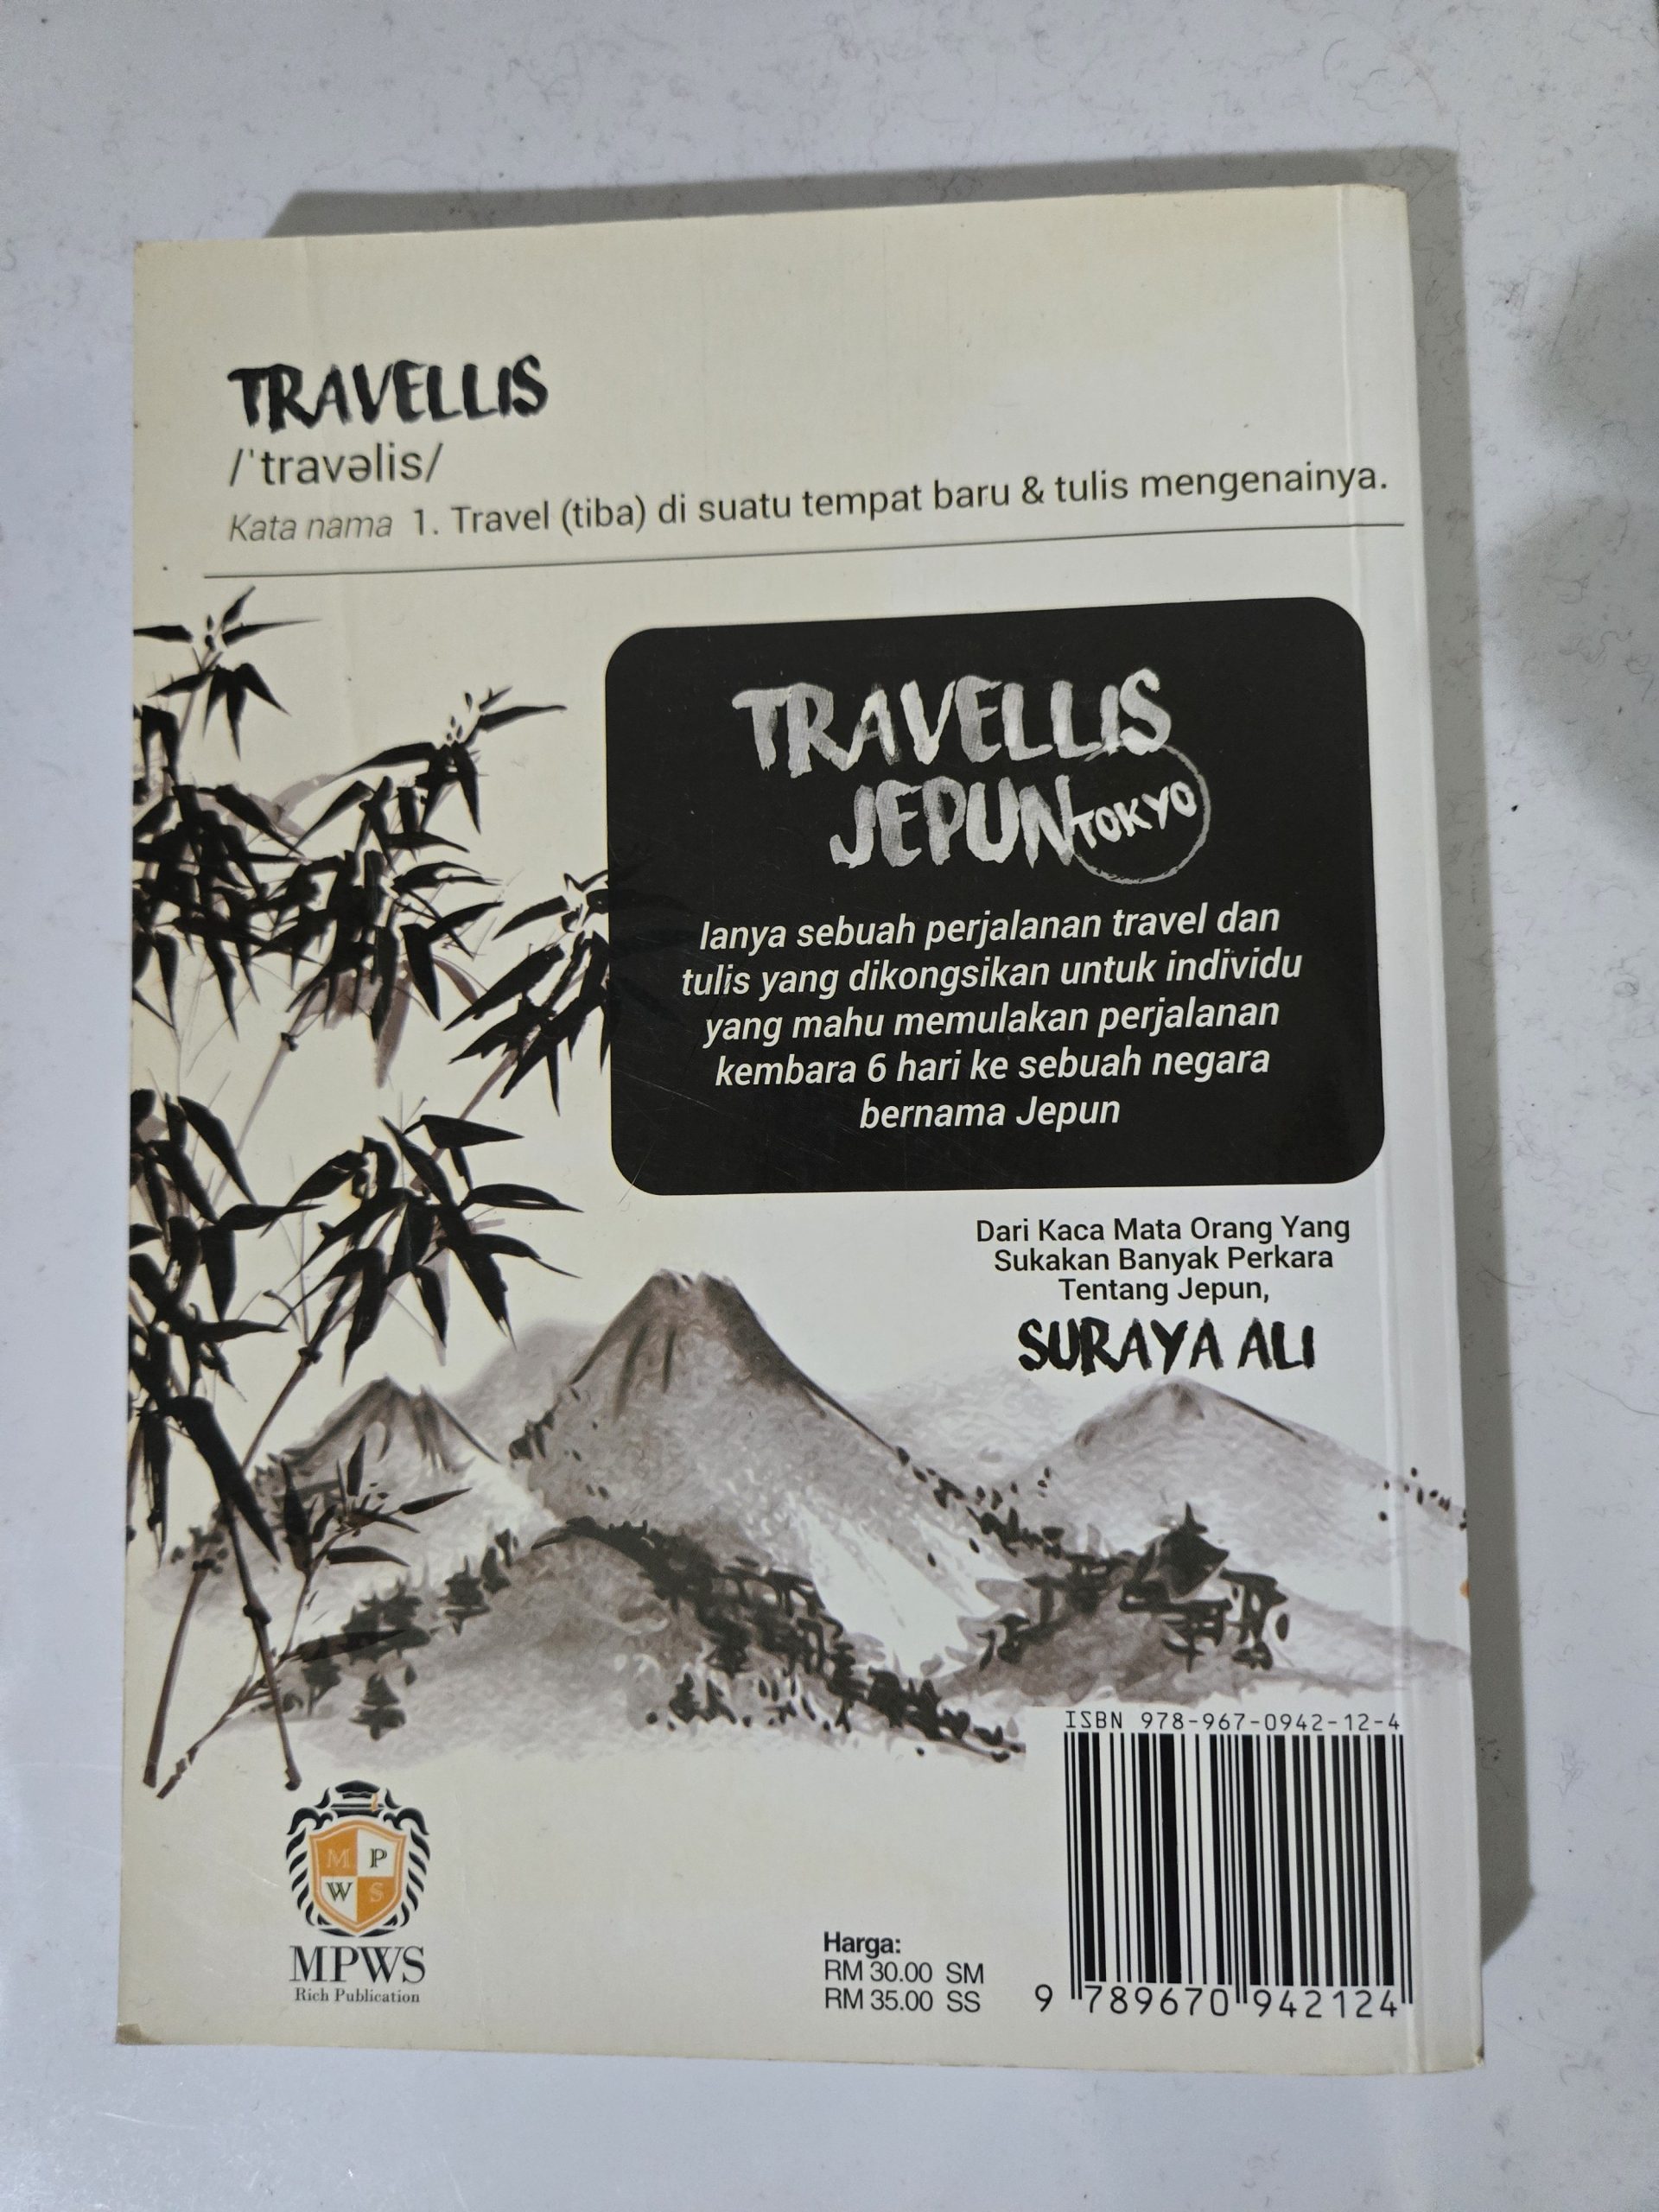 TRAVELLIS
/ˈtravəlis/
Kata nama 1. Travel (tiba) di suatu tempat baru & tulis mengenainya.
TRAVELLIS
JEPUN TOKYO
Ianya sebuah perjalanan travel dan
tulis yang dikongsikan untuk individu
yang mahu memulakan perjalanan
kembara 6 hari ke sebuah negara
bernama Jepun
Dari Kaca Mata Orang Yang
Sukakan Banyak Perkara
Tentang Jepun,
SURAYA ALI
ISBN 978-967-0942-12-4
9 789670 942124
Harga:
RM 30.00 SM
RM 35.00 SS
M P
W S
MPWS
Rich Publication